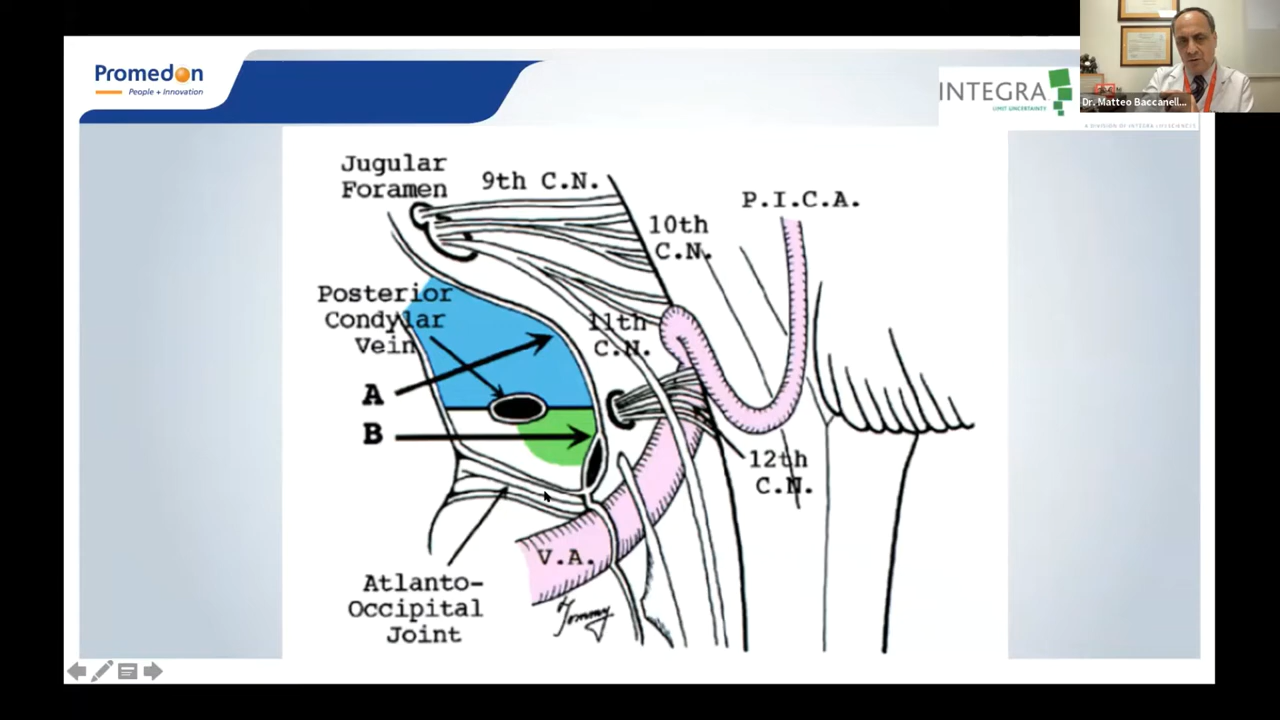 Promedon
People + Innovation
INTEGRA
LIMIT UNCERTAINTY
A DIVISION OF INTEGRA LIFESCIENCES
Dr. Matteo Baccanell...
Jugular
Foramen
9th C.N.
10th
C.N.
P.I.C.A.
Posterior
Condylar
Vein
11th
C.N.
A
B
12th
C.N.
V.A.
Atlanto-
Occipital
Joint
Tommy